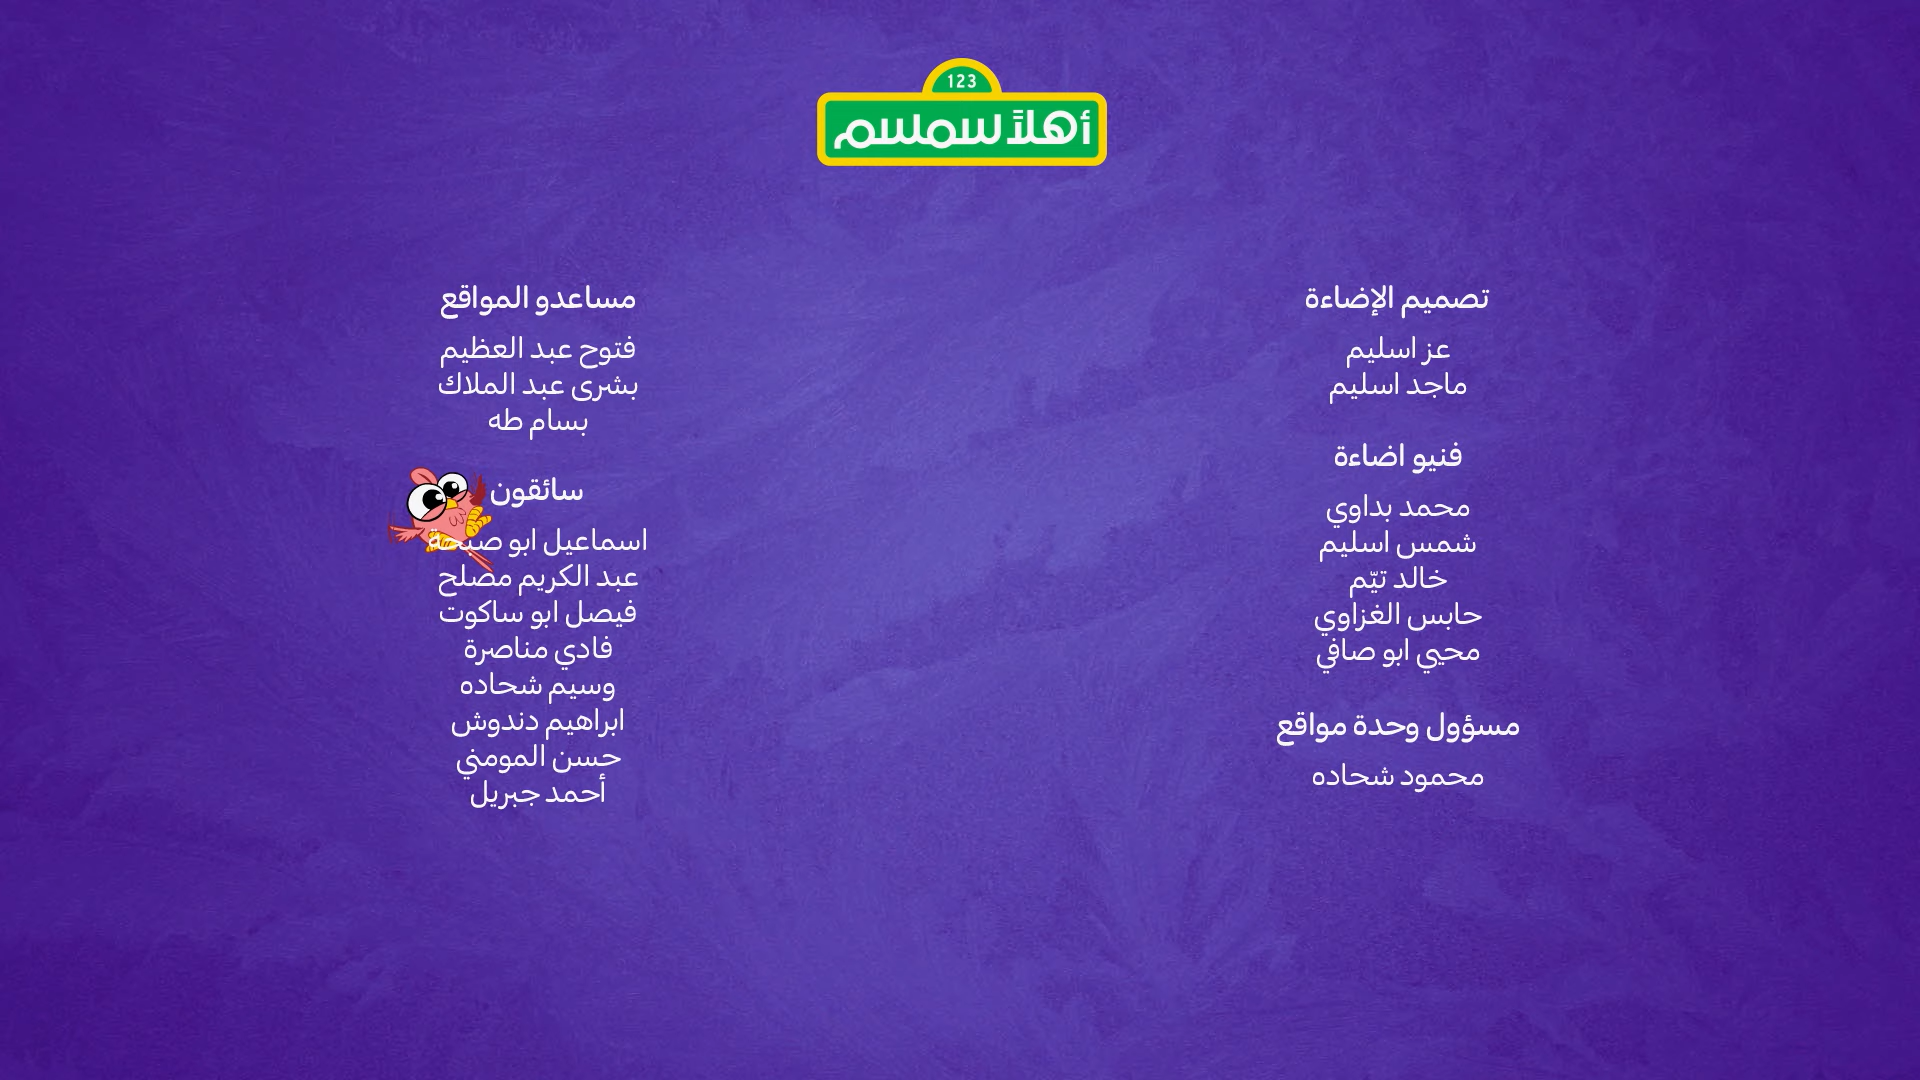 123
أهلاً سمسم
تصميم الإضاءة
عز اسليم
ماجد اسليم
فنيو اضاءة
محمد بداوي
شمس اسليم
خالد تيّم
حابس الغزاوي
محيي ابو صافي
مسؤول وحدة مواقع
محمود شحاده
مساعدو المواقع
فتوح عبد العظيم
بشرى عبد الملاك
بسام طه
سائقون
اسماعيل ابو صبحة
عبد الكريم مصلح
فيصل ابو ساكوت
فادي مناصرة
وسيم شحاده
ابراهيم دندوش
حسن المومني
أحمد جبريل